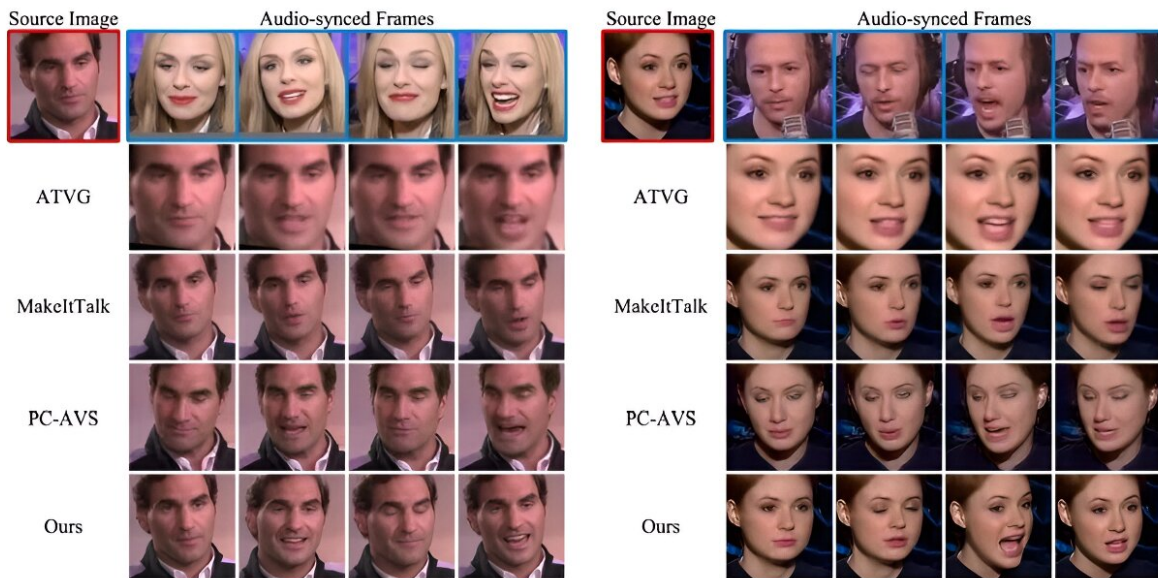 Source Image Audio-synced Frames Source Image Audio-synced Frames
ATVG ATVG
MakeItTalk MakeItTalk
PC-AVS PC-AVS
Ours Ours